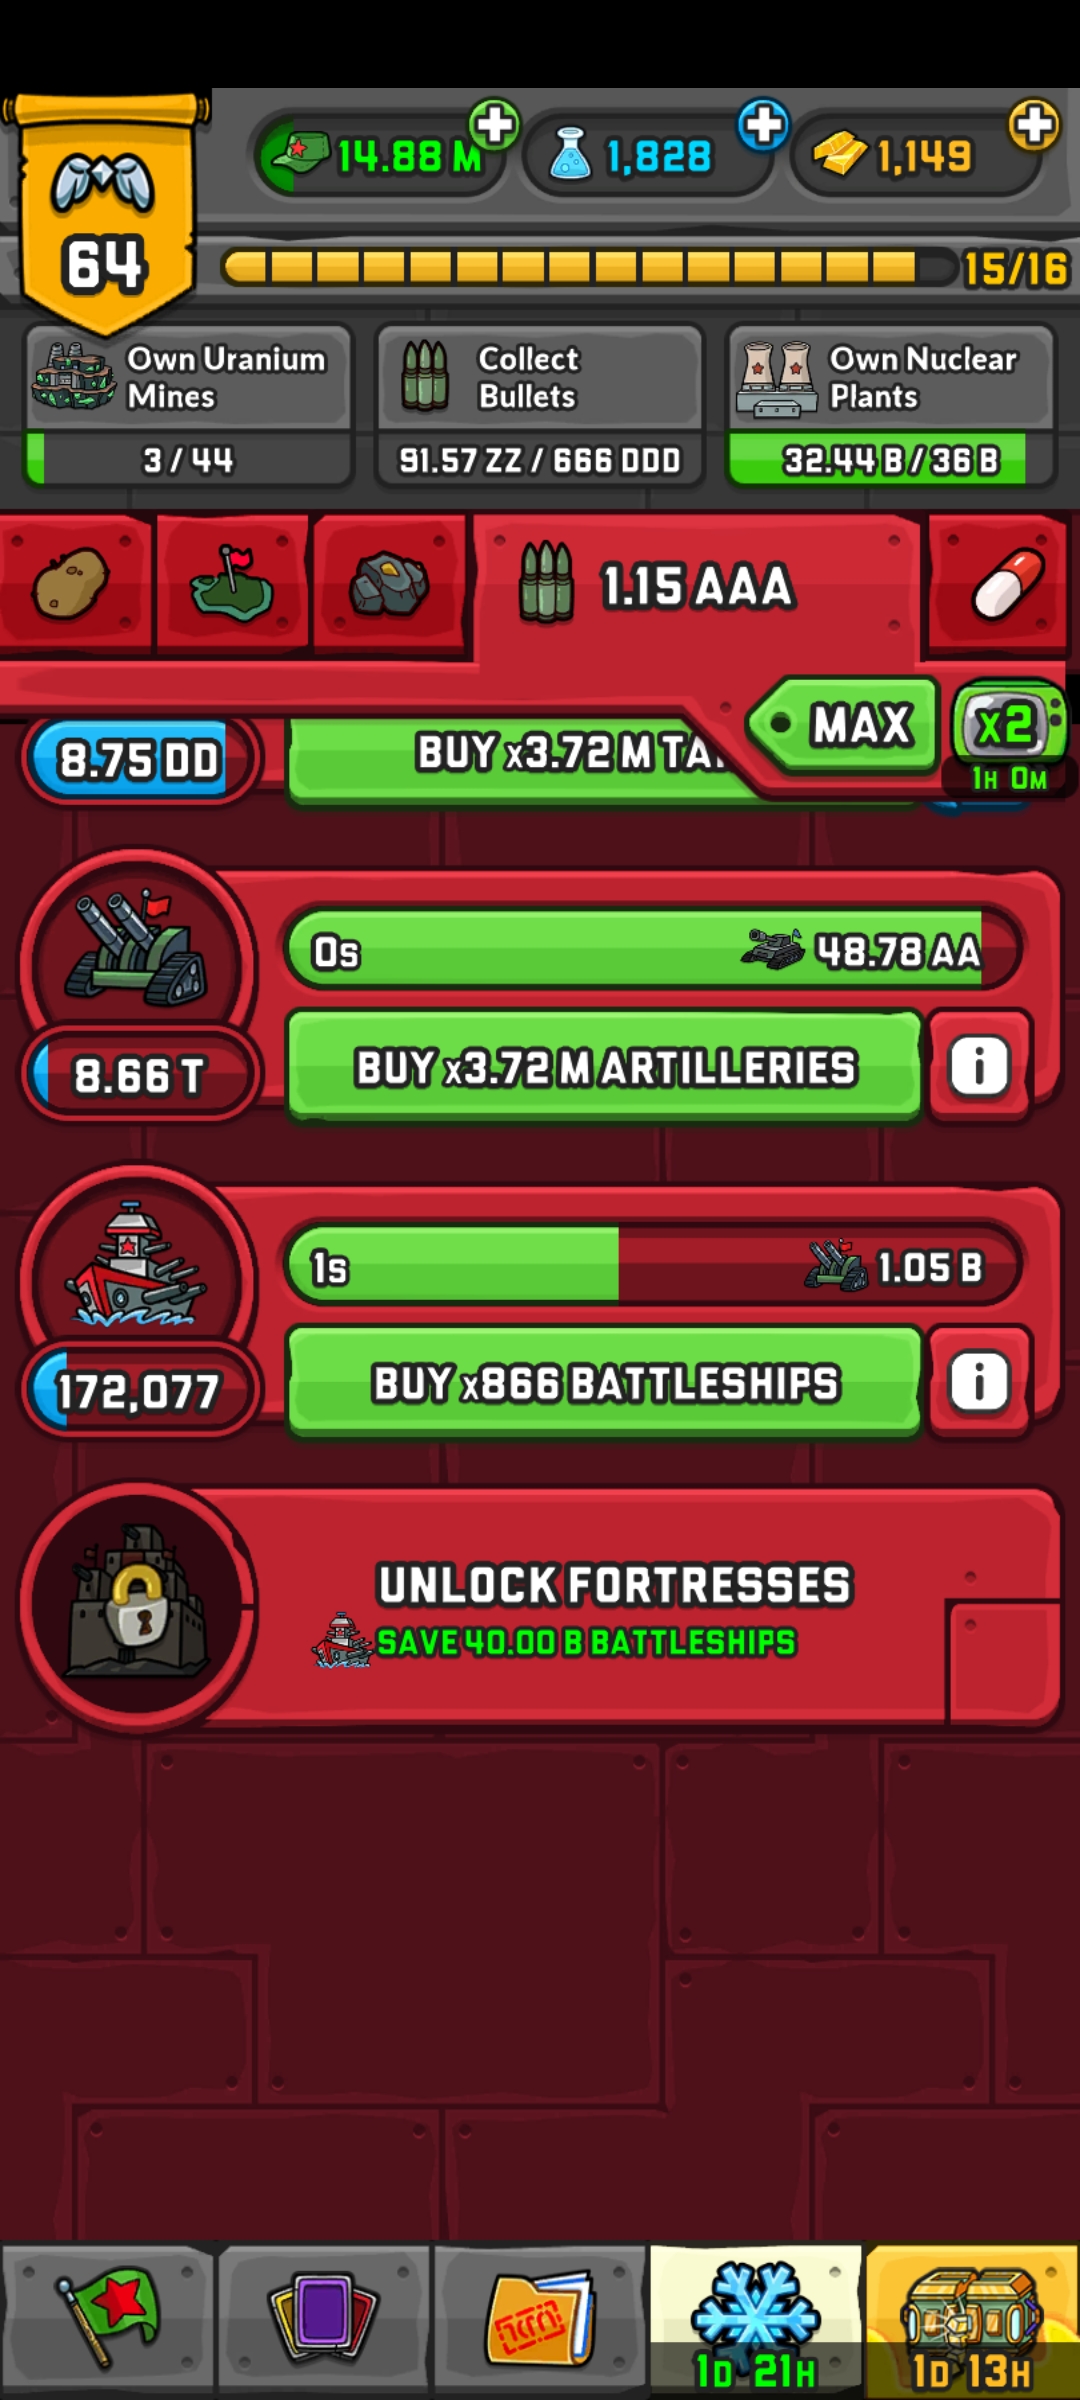 14.88 M
1,828
1,149
64
15/16
Own Uranium
Mines
3 / 44
Collect
Bullets
91.57 ZZ / 666 DDD
Own Nuclear
Plants
32.44 B / 36 B
1.15 AAA
MAX
X2
1H 0M
8.75 DD
BUY x3.72 M TA
0s
48.78 AA
8.66 T
BUY x3.72 M ARTILLERIES
i
1s
1.05 B
172,077
BUY x866 BATTLESHIPS
i
UNLOCK FORTRESSES
SAVE 40.00 B BATTLESHIPS
1D 21H
1D 13H